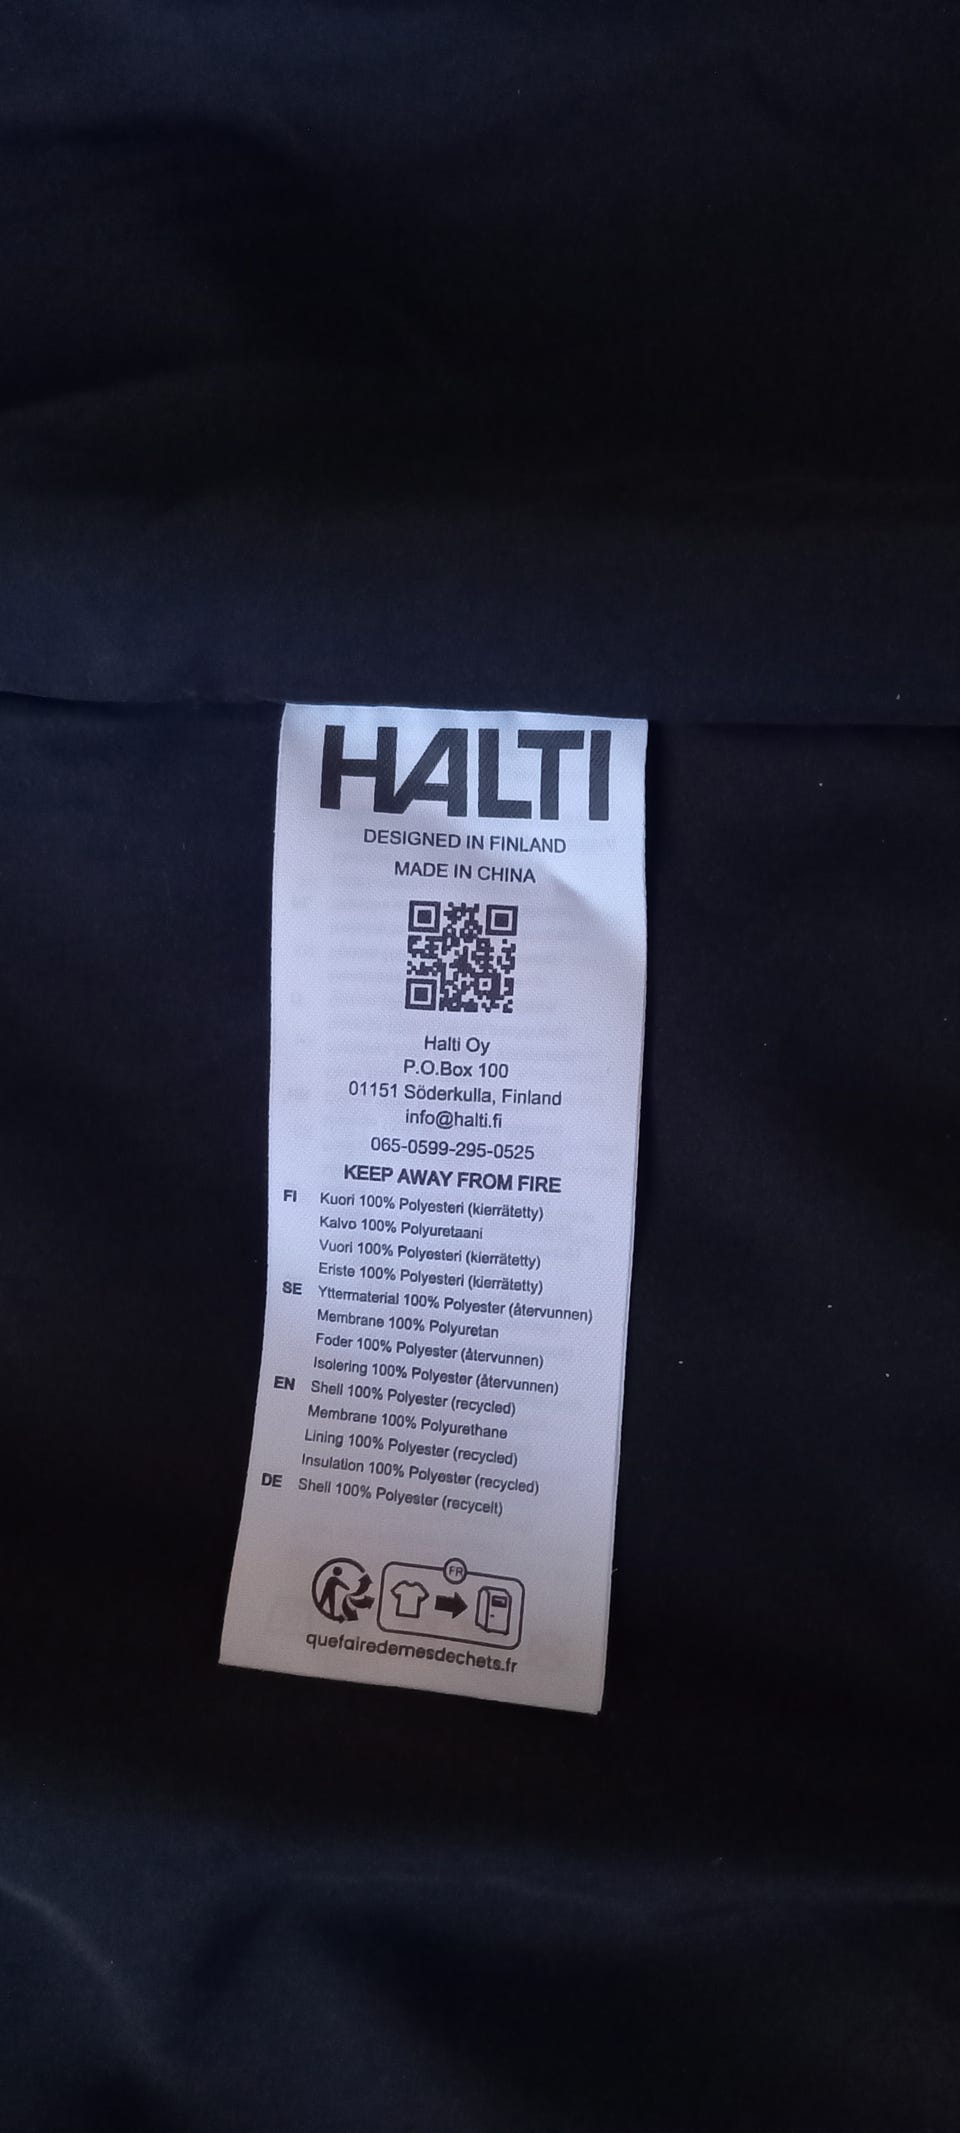 HALTI
DESIGNED IN FINLAND
MADE IN CHINA
Halti Oy
P.O.Box 100
01151 Söderkulla, Finland
info@halti.fi
065-0599-295-0525
KEEP AWAY FROM FIRE
FI Kuori 100% Polyesteri (kierrätetty)
Kalvo 100% Polyuretaani
Vuori 100% Polyesteri (kierrätetty)
Eriste 100% Polyesteri (kierrätetty)
SE Yttermaterial 100% Polyester (återvunnen)
Membrane 100% Polyuretan
Foder 100% Polyester (återvunnen)
Isolering 100% Polyester (återvunnen)
EN Shell 100% Polyester (recycled)
Membrane 100% Polyurethane
Lining 100% Polyester (recycled)
Insulation 100% Polyester (recycled)
DE Shell 100% Polyester (recycelt)
FR
quefairedemesdechets.fr